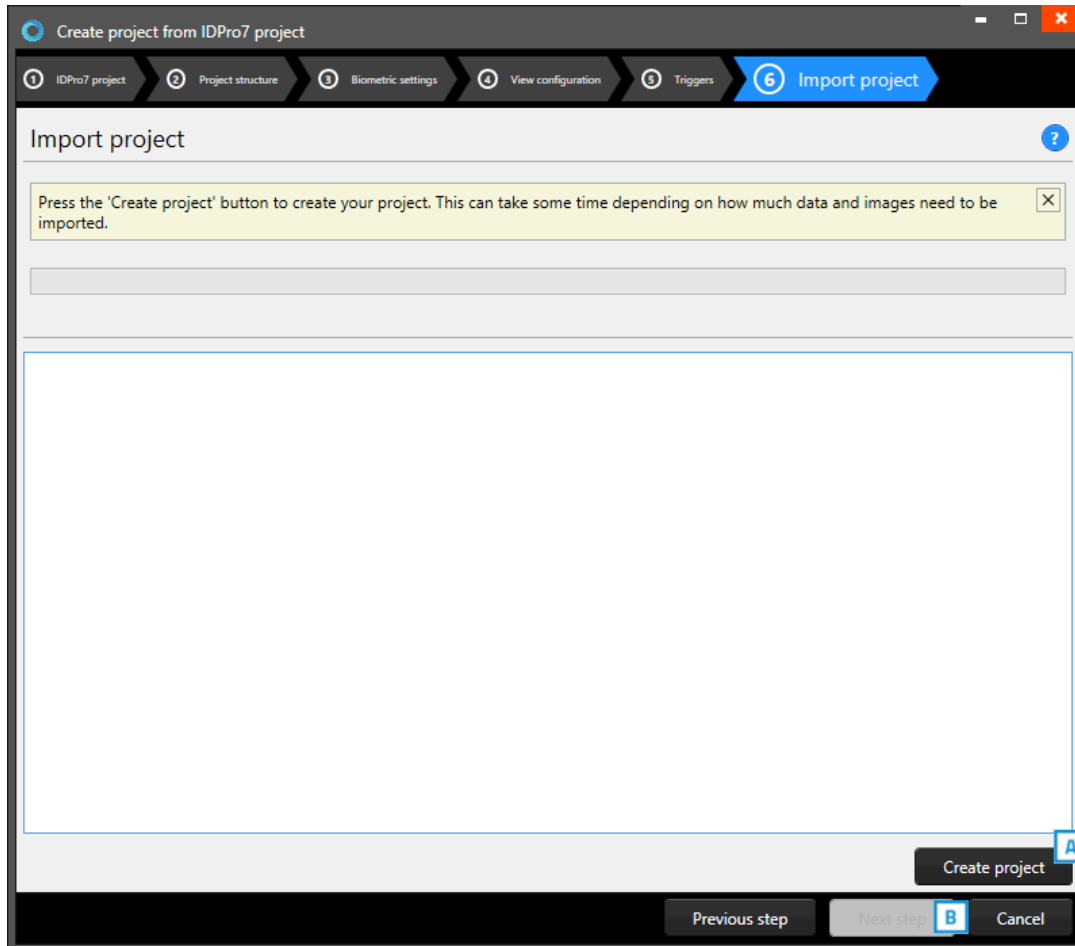 Create project from IDPro7 project
1 IDPro7 project 2 Project structure 3 Biometric settings 4 View configuration 5 Triggers 6 Import project
Import project
?
Press the 'Create project' button to create your project. This can take some time depending on how much data and images need to be
imported.
A
Create project
Previous step Next step B Cancel